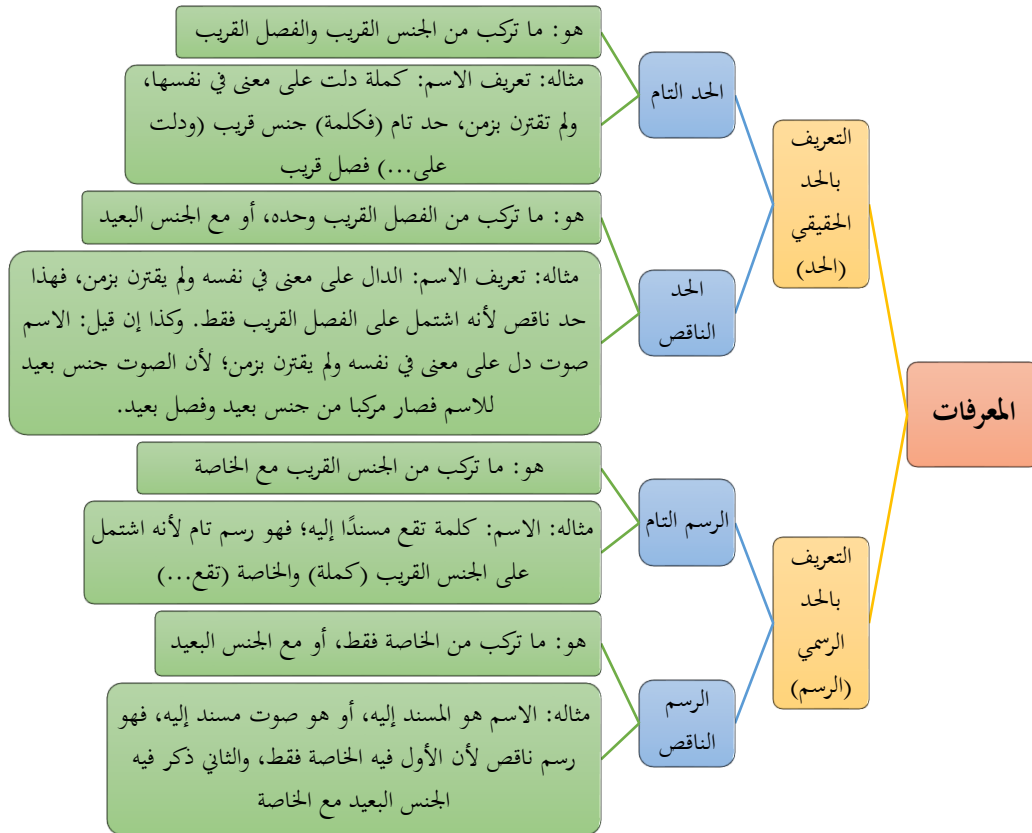 المعرفات
التعريف
بالحد
الحقيقي
(الحد)
الحد التام
هو: ما تركب من الجنس القريب والفصل القريب
مثاله: تعريف الاسم: كملة دلت على معنى في نفسها،
ولم تقترن بزمن، حد تام (فكلمة) جنس قريب (ودلت
على...) فصل قريب
الحد
الناقص
هو: ما تركب من الفصل القريب وحده، أو مع الجنس البعيد
مثاله: تعريف الاسم: الدال على معنى في نفسه ولم يقترن بزمن، فهذا
حد ناقص لأنه اشتمل على الفصل القريب فقط. وكذا إن قيل: الاسم
صوت دل على معنى في نفسه ولم يقترن بزمن؛ لأن الصوت جنس بعيد
للاسم فصار مركبا من جنس بعيد وفصل بعيد.
التعريف
بالحد
الرسمي
(الرسم)
الرسم التام
هو: ما تركب من الجنس القريب مع الخاصة
مثاله: الاسم: كلمة تقع مسندًا إليه؛ فهو رسم تام لأنه اشتمل
على الجنس القريب (كملة) والخاصة (تقع...)
الرسم
الناقص
هو: ما تركب من الخاصة فقط، أو مع الجنس البعيد
مثاله: الاسم هو المسند إليه، أو هو صوت مسند إليه، فهو
رسم ناقص لأن الأول فيه الخاصة فقط، والثاني ذكر فيه
الجنس البعيد مع الخاصة